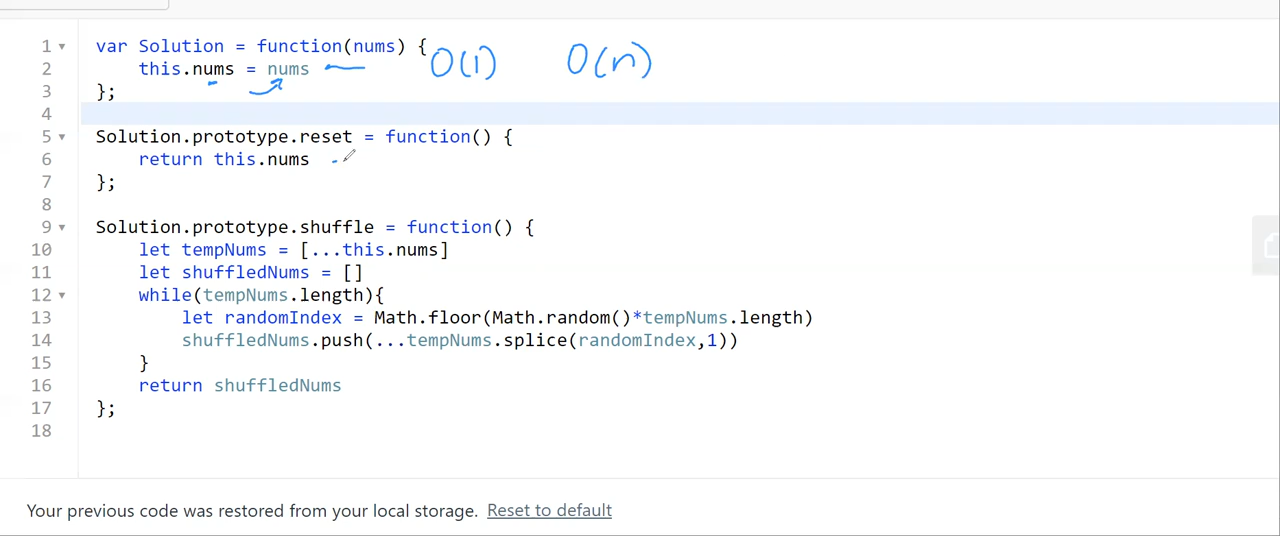 1 var Solution = function(nums) { O(1) O(n)
2 this.nums = nums
3 };
4
5 Solution.prototype.reset = function() {
6 return this.nums
7 };
8
9 Solution.prototype.shuffle = function() {
10 let tempNums = [...this.nums]
11 let shuffledNums = []
12 while(tempNums.length){
13 let randomIndex = Math.floor(Math.random()*tempNums.length)
14 shuffledNums.push(...tempNums.splice(randomIndex,1))
15 }
16 return shuffledNums
17 };
18
Your previous code was restored from your local storage. Reset to default